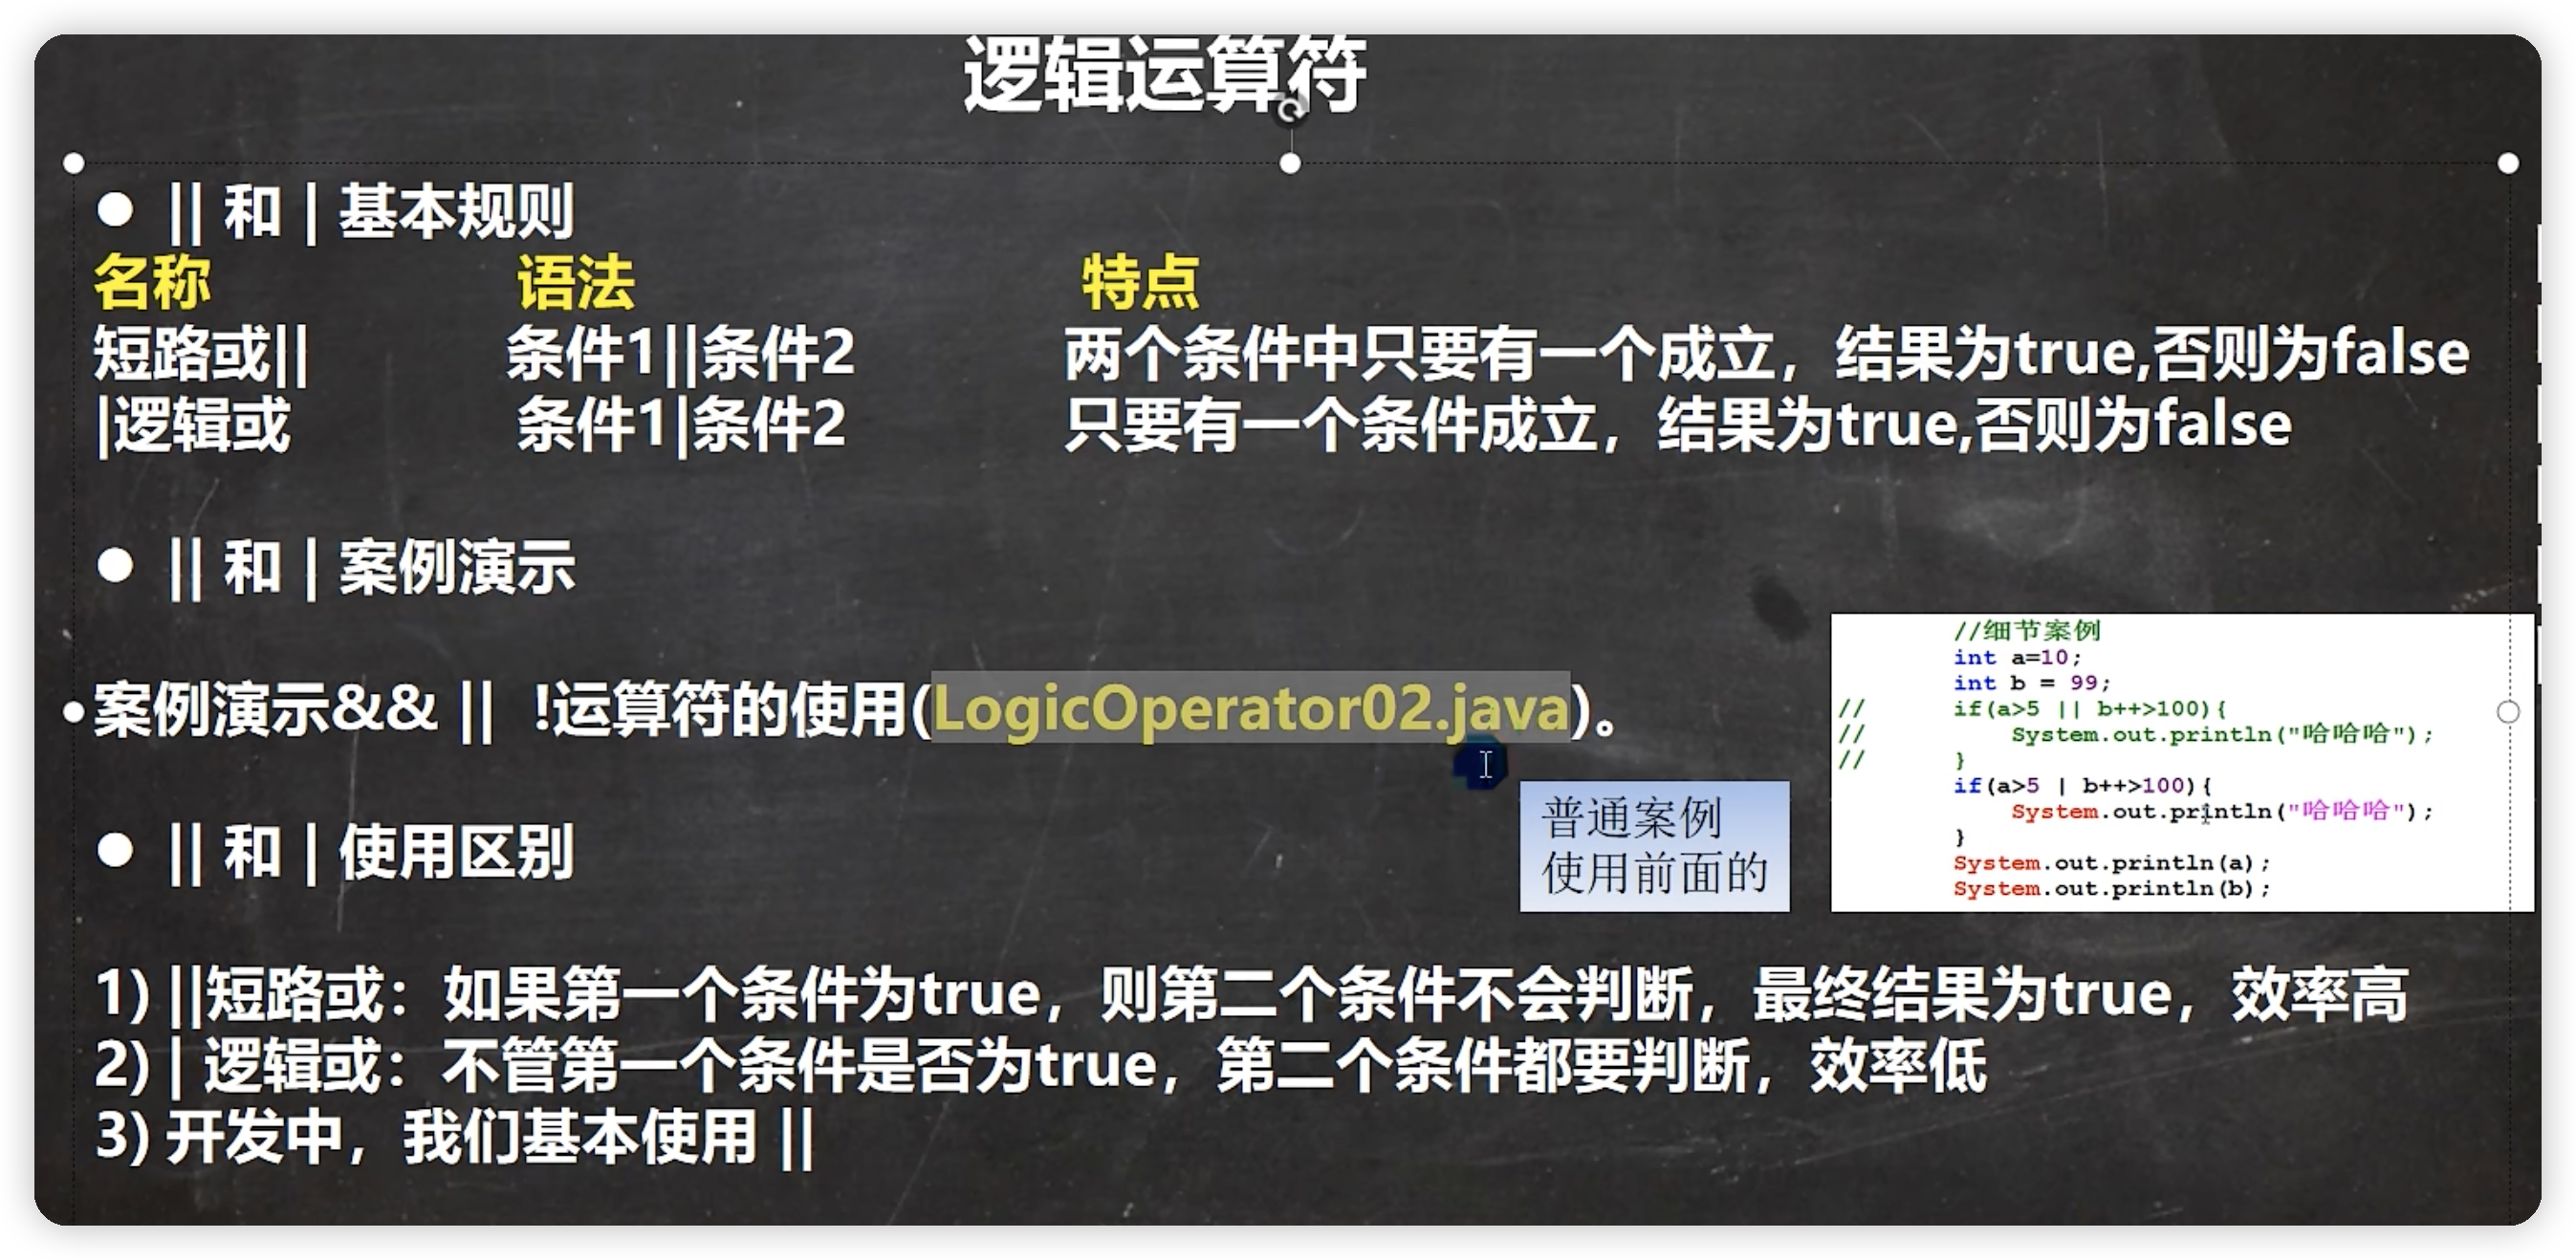 逻辑运算符
● || 和 | 基本规则
名称 语法 特点
短路或|| 条件1||条件2 两个条件中只要有一个成立，结果为true,否则为false
|逻辑或 条件1|条件2 只要有一个条件成立，结果为true,否则为false
● || 和 | 案例演示
案例演示&& || !运算符的使用(LogicOperator02.java)。
普通案例
使用前面的
//细节案例
int a=10;
int b = 99;
// if(a>5 || b++>100){
// System.out.println("哈哈哈");
// }
if(a>5 | b++>100){
System.out.println("哈哈哈");
}
System.out.println(a);
System.out.println(b);
● || 和 | 使用区别
1) ||短路或：如果第一个条件为true，则第二个条件不会判断，最终结果为true，效率高
2) | 逻辑或：不管第一个条件是否为true，第二个条件都要判断，效率低
3) 开发中，我们基本使用 ||